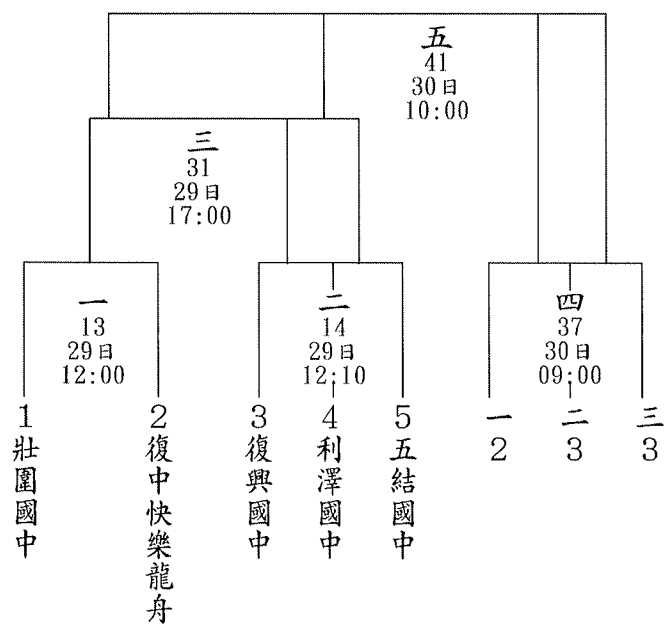 五
41
30日
10:00
三
31
29日
17:00
一
13
29日
12:00
二
14
29日
12:10
四
37
30日
09:00
1
壯圍國中
2
復中快樂龍舟
3
復興國中
4
利澤國中
5
五結國中
一
2
二
3
三
3